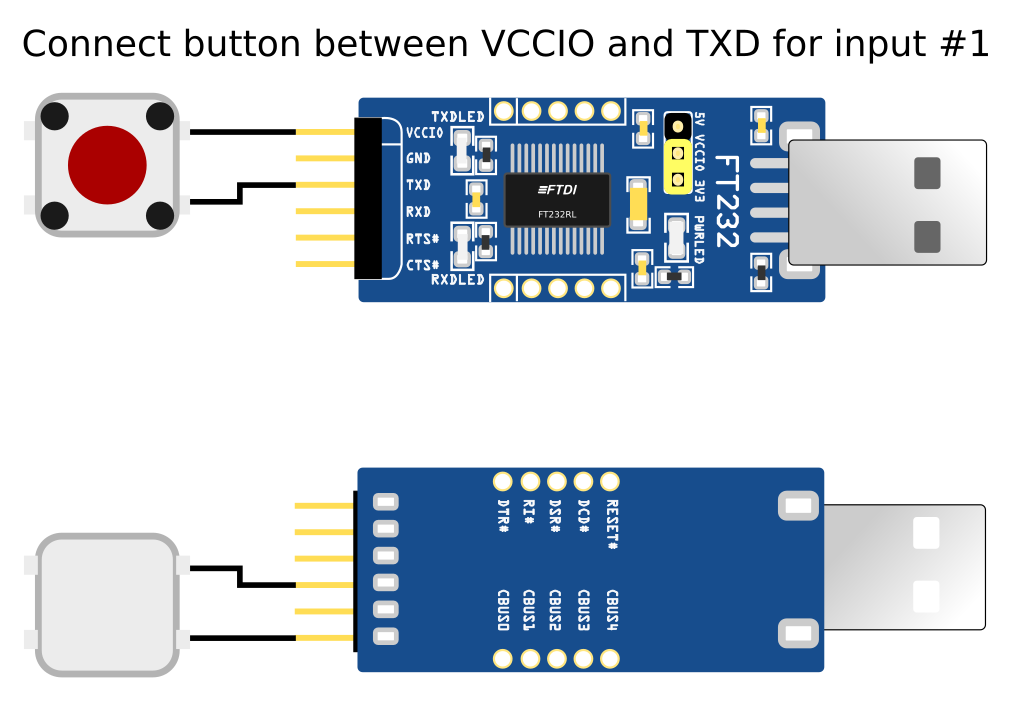 Connect button between VCCIO and TXD for input #1
TXDLED
VCCIO
GND
TXD
RXD
RTS#
CTS#
RXDLED
FTDI
FT232RL
5V VCCIO 3V3
PWRLED
FT232
DTR#
RI#
DSR#
DCD#
RESET#
CBUS0
CBUS1
CBUS2
CBUS3
CBUS4